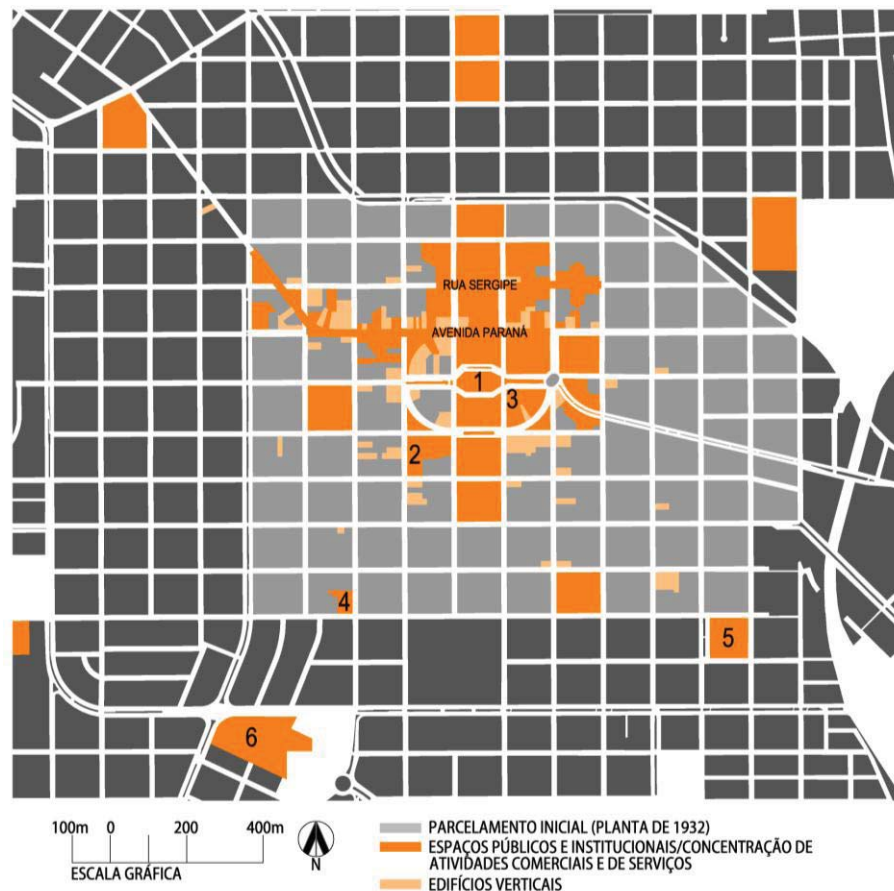 RUA SERGIPE
AVENIDA PARANÁ
1
3
2
4
5
6
100m 0 200 400m
ESCALA GRÁFICA
N
PARCELAMENTO INICIAL (PLANTA DE 1932)
ESPAÇOS PÚBLICOS E INSTITUCIONAIS/CONCENTRAÇÃO DE
ATIVIDADES COMERCIAIS E DE SERVIÇOS
EDIFÍCIOS VERTICAIS